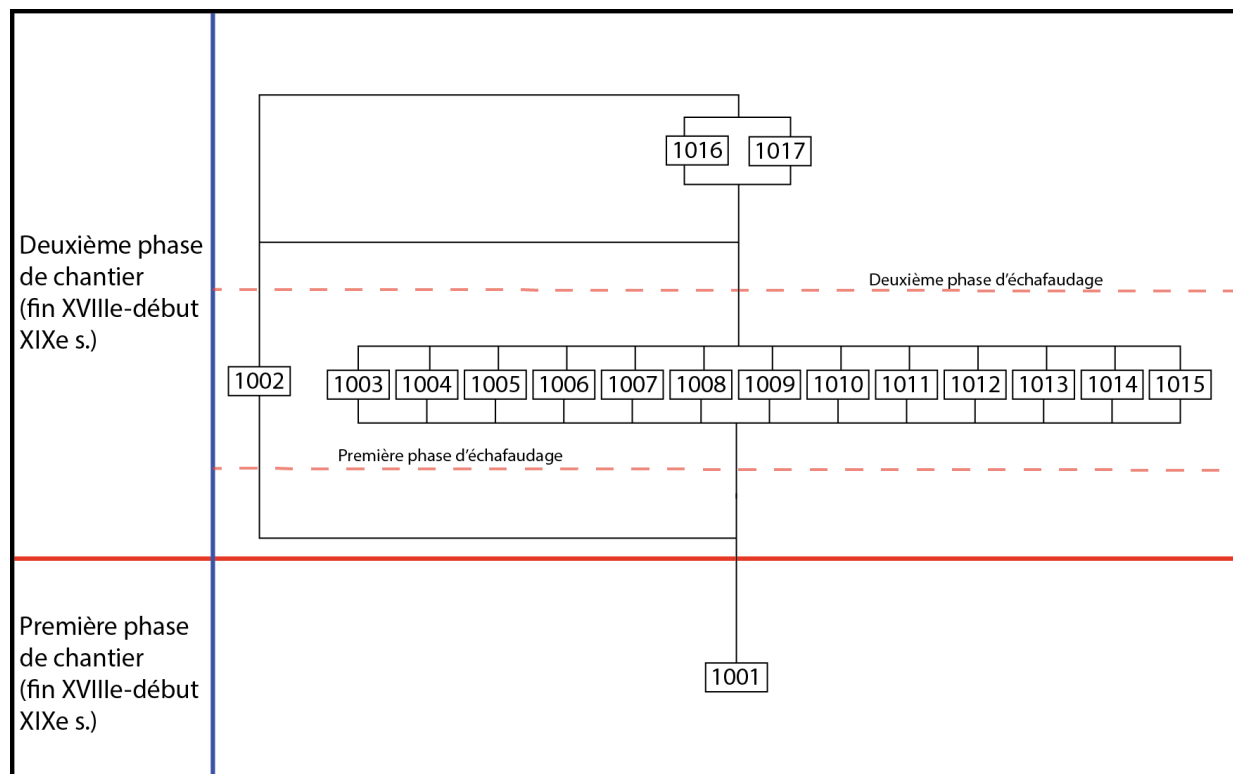 1016
1017
Deuxième phase
de chantier
(fin XVIIIe-début
XIXe s.)
Deuxième phase d’échafaudage
1002
1003
1004
1005
1006
1007
1008
1009
1010
1011
1012
1013
1014
1015
Première phase d’échafaudage
Première phase
de chantier
(fin XVIIIe-début
XIXe s.)
1001